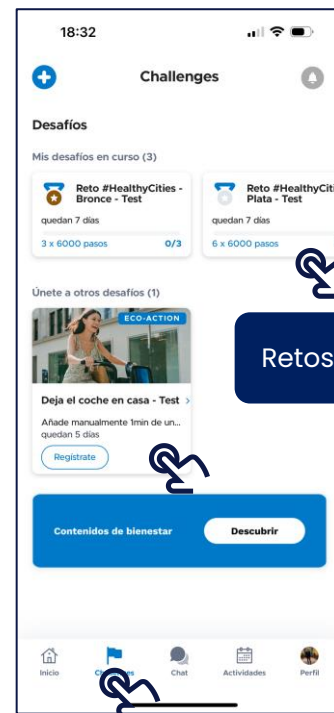 18:32
Challenges
Desafíos
Mis desafíos en curso (3)
Reto #HealthyCities -
Bronce - Test
quedan 7 días
3 x 6000 pasos 0/3
Reto #HealthyCiti
Plata - Test
quedan 7 días
6 x 6000 pasos
Únete a otros desafíos (1)
ECO-ACTION
Deja el coche en casa - Test
Añade manualmente 1min de un...
quedan 5 días
Regístrate
Retos
Contenidos de bienestar
Descubrir
Inicio
Chat
Actividades
Perfil